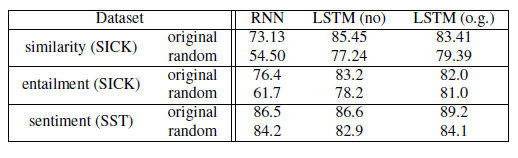 Dataset RNN LSTM (no) LSTM (o.g.)
similarity (SICK) original 73.13 85.45 83.41
random 54.50 77.24 79.39
entailment (SICK) original 76.4 83.2 82.0
random 61.7 78.2 81.0
sentiment (SST) original 86.5 86.6 89.2
random 84.2 82.9 84.1